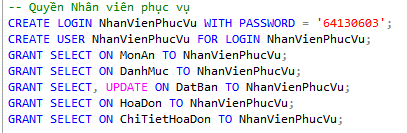 -- Quyền Nhân viên phục vụ
CREATE LOGIN NhanVienPhucVu WITH PASSWORD = '64130603';
CREATE USER NhanVienPhucVu FOR LOGIN NhanVienPhucVu;
GRANT SELECT ON MonAn TO NhanVienPhucVu;
GRANT SELECT ON DanhMuc TO NhanVienPhucVu;
GRANT SELECT, UPDATE ON DatBan TO NhanVienPhucVu;
GRANT SELECT ON HoaDon TO NhanVienPhucVu;
GRANT SELECT ON ChiTietHoaDon TO NhanVienPhucVu;